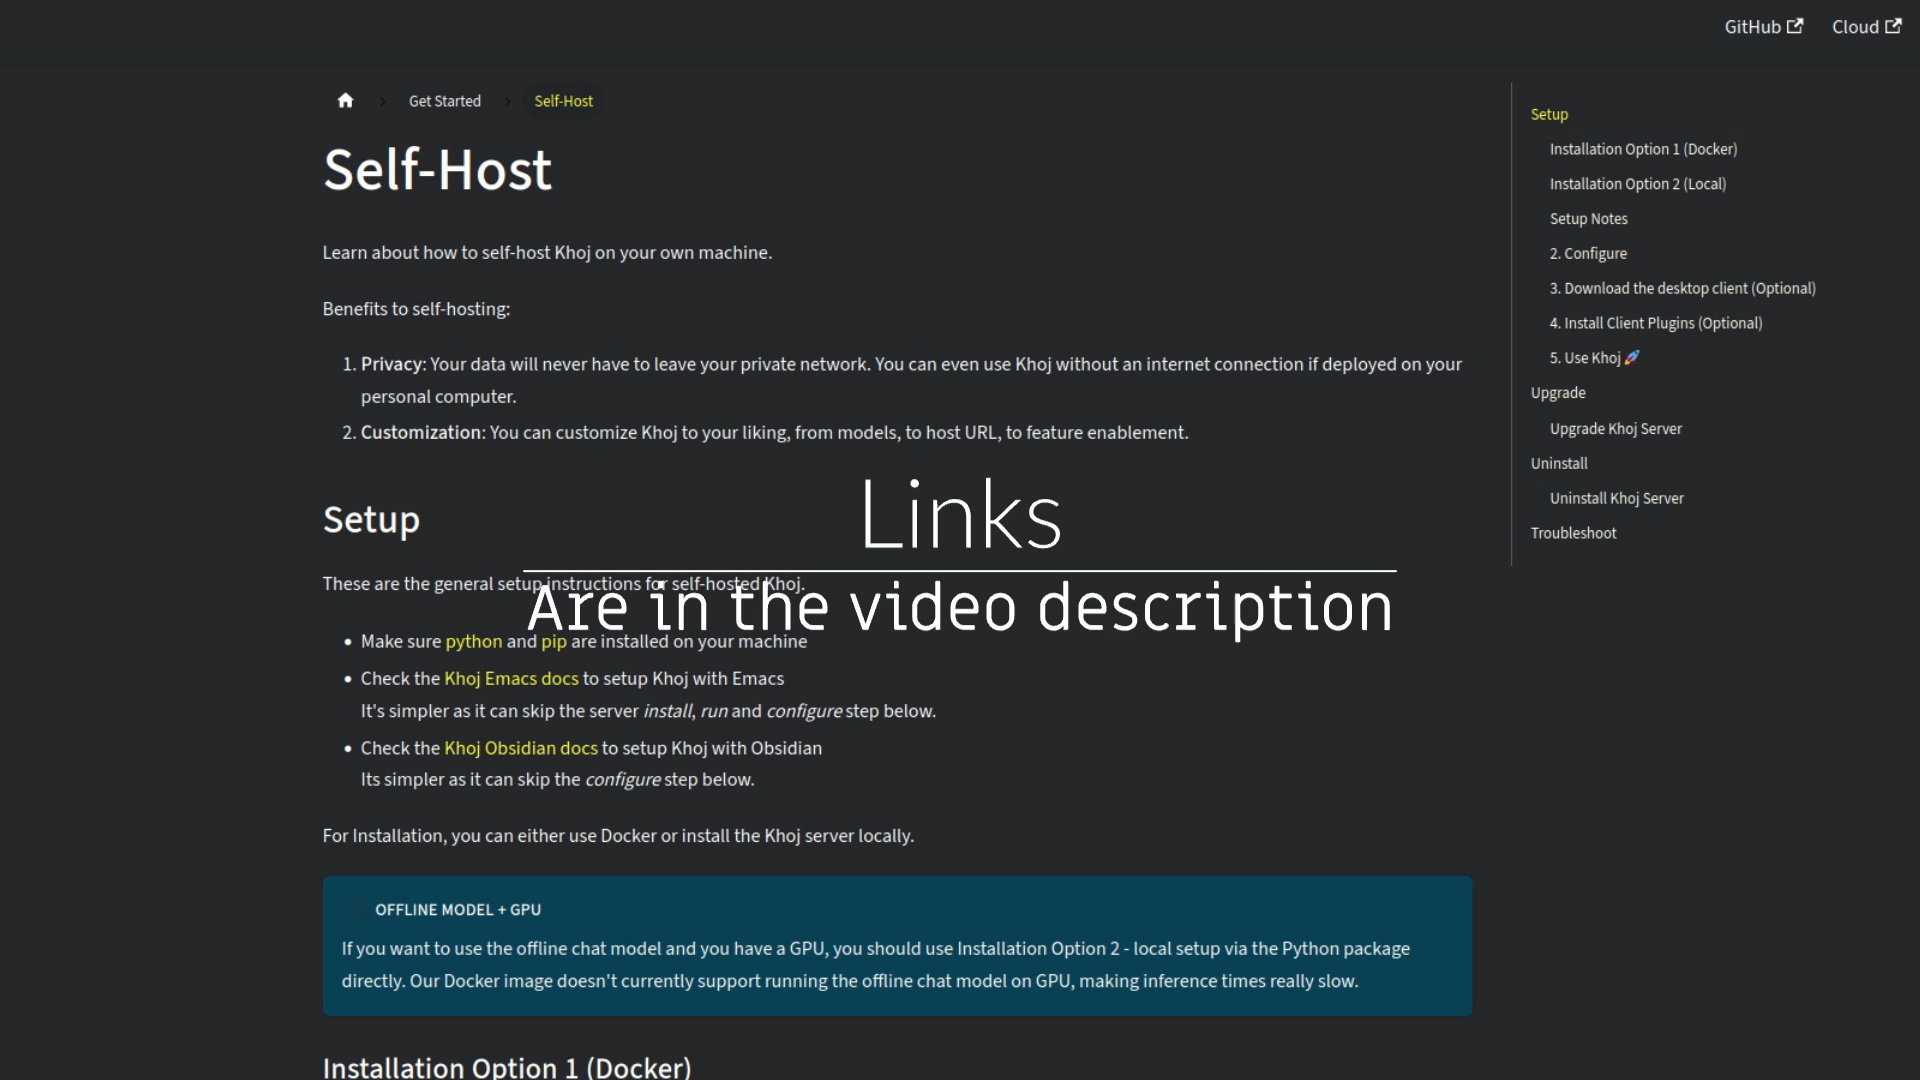 GitHub Cloud
Get Started Self-Host
Self-Host
Learn about how to self-host Khoj on your own machine.
Benefits to self-hosting:
1. Privacy: Your data will never have to leave your private network. You can even use Khoj without an internet connection if deployed on your
personal computer.
2. Customization: You can customize Khoj to your liking, from models, to host URL, to feature enablement.
Setup
These are the general setup instructions for self-hosted Khoj.
Links
Are in the video description
Make sure python and pip are installed on your machine
Check the Khoj Emacs docs to setup Khoj with Emacs
It's simpler as it can skip the server install, run and configure step below.
Check the Khoj Obsidian docs to setup Khoj with Obsidian
Its simpler as it can skip the configure step below.
For Installation, you can either use Docker or install the Khoj server locally.
OFFLINE MODEL + GPU
If you want to use the offline chat model and you have a GPU, you should use Installation Option 2 - local setup via the Python package
directly. Our Docker image doesn't currently support running the offline chat model on GPU, making inference times really slow.
Installation Option 1 (Docker)
Setup
Installation Option 1 (Docker)
Installation Option 2 (Local)
Setup Notes
2. Configure
3. Download the desktop client (Optional)
4. Install Client Plugins (Optional)
5. Use Khoj 🚀
Upgrade
Upgrade Khoj Server
Uninstall
Uninstall Khoj Server
Troubleshoot